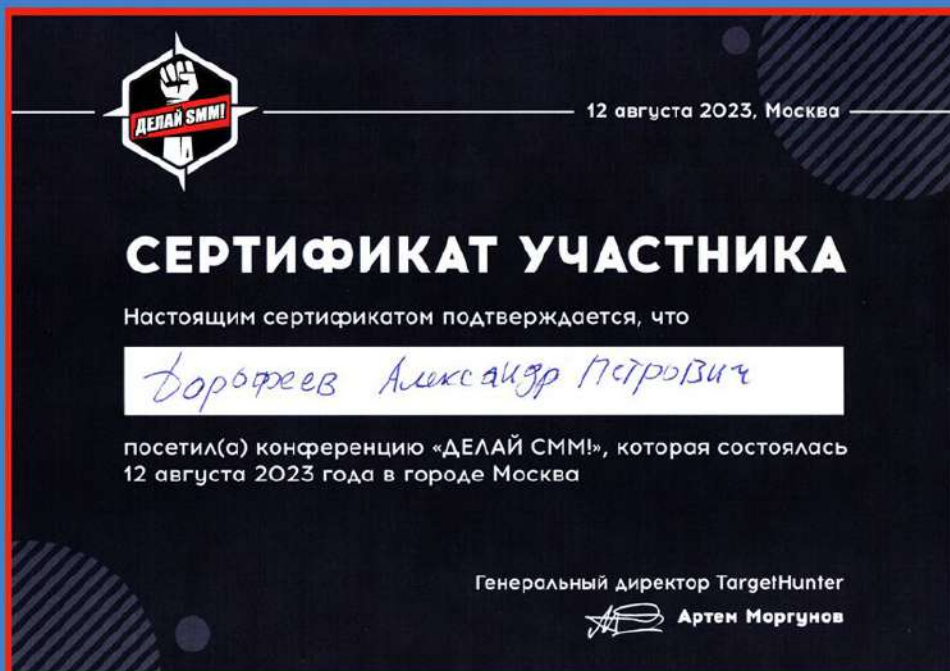 ДЕЛАЙ SMM!
12 августа 2023, Москва
СЕРТИФИКАТ УЧАСТНИКА
Настоящим сертификатом подтверждается, что
Дорофеев Александр Петрович
посетил(а) конференцию «ДЕЛАЙ СММ!», которая состоялась
12 августа 2023 года в городе Москва
Генеральный директор TargetHunter
Артем Моргунов